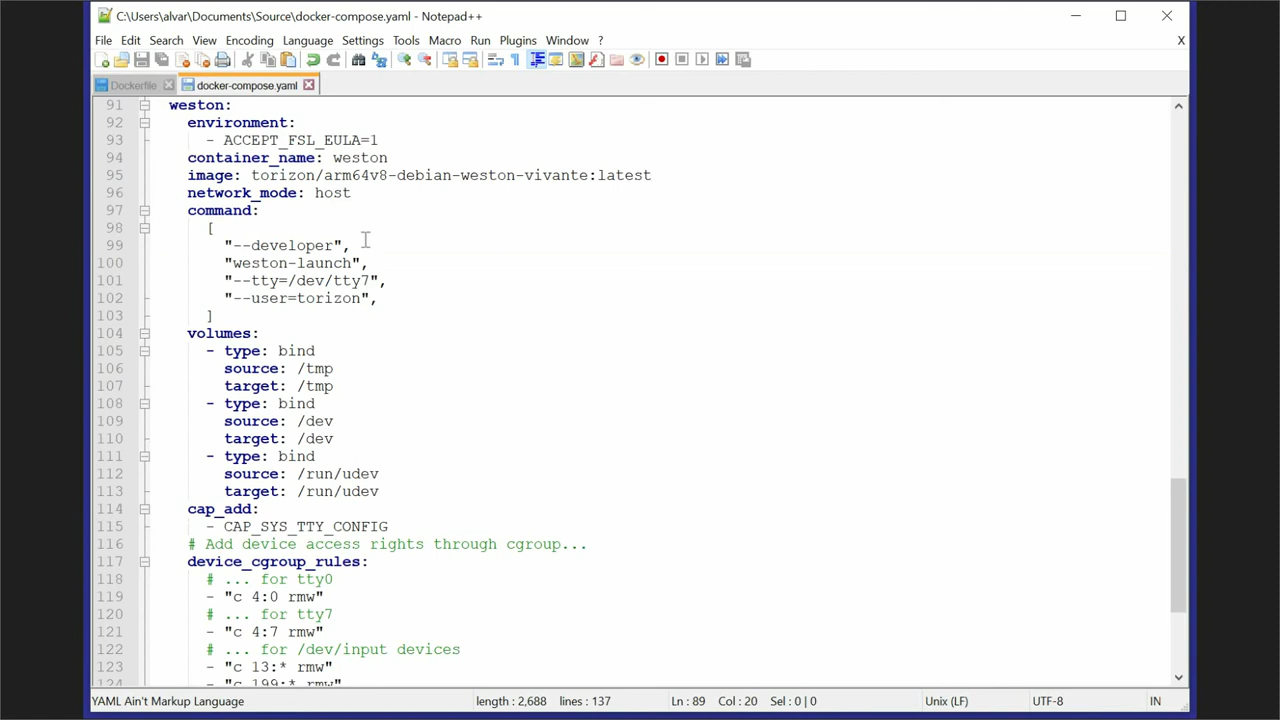 C:\Users\alvar\Documents\Source\docker-compose.yaml - Notepad++
File Edit Search View Encoding Language Settings Tools Macro Run Plugins Window ? X
Dockerfile docker-compose.yaml
91 weston:
92 environment:
93 - ACCEPT_FSL_EULA=1
94 container_name: weston
95 image: torizon/arm64v8-debian-weston-vivante:latest
96 network_mode: host
97 command:
98 [
99 "--developer",
100 "weston-launch",
101 "--tty=/dev/tty7",
102 "--user=torizon",
103 ]
104 volumes:
105 - type: bind
106 source: /tmp
107 target: /tmp
108 - type: bind
109 source: /dev
110 target: /dev
111 - type: bind
112 source: /run/udev
113 target: /run/udev
114 cap_add:
115 - CAP_SYS_TTY_CONFIG
116 # Add device access rights through cgroup...
117 device_cgroup_rules:
118 # ... for tty0
119 - "c 4:0 rmw"
120 # ... for tty7
121 - "c 4:7 rmw"
122 # ... for /dev/input devices
123 - "c 13:* rmw"
124 - "c 199:* rmw"
YAML Ain't Markup Language length : 2,688 lines : 137 Ln : 89 Col : 20 Sel : 0 | 0 Unix (LF) UTF-8 IN